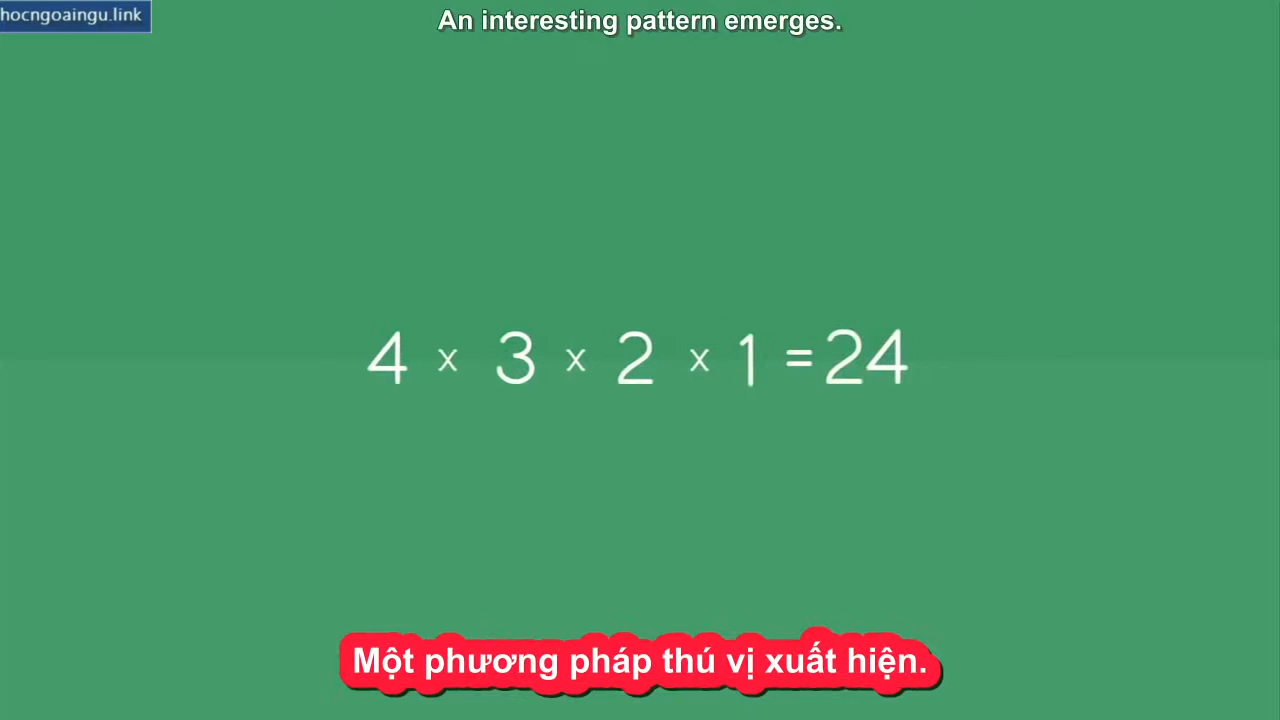 hocngoaingu.link
An interesting pattern emerges.
4 x 3 x 2 x 1 = 24
Một phương pháp thú vị xuất hiện.